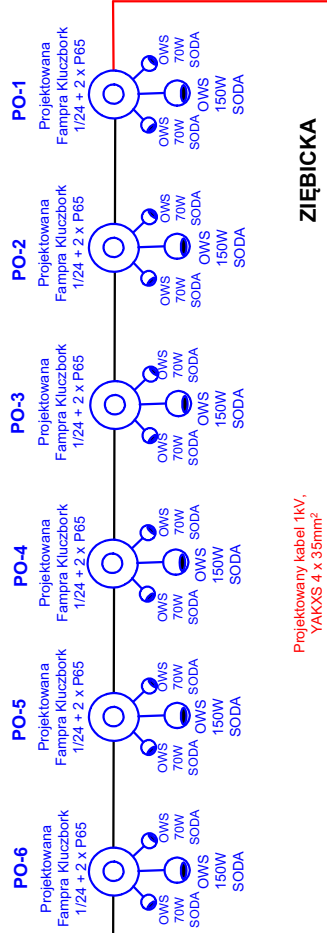 PO-1
Projektowana
Fampra Kluczbork
1/24 + 2 x P65
OWS
70W
SODA
OWS
150W
SODA
OWS
70W
SODA
PO-2
Projektowana
Fampra Kluczbork
1/24 + 2 x P65
OWS
70W
SODA
OWS
150W
SODA
OWS
70W
SODA
PO-3
Projektowana
Fampra Kluczbork
1/24 + 2 x P65
OWS
70W
SODA
OWS
150W
SODA
OWS
70W
SODA
PO-4
Projektowana
Fampra Kluczbork
1/24 + 2 x P65
OWS
70W
SODA
OWS
150W
SODA
OWS
70W
SODA
PO-5
Projektowana
Fampra Kluczbork
1/24 + 2 x P65
OWS
70W
SODA
OWS
150W
SODA
OWS
70W
SODA
PO-6
Projektowana
Fampra Kluczbork
1/24 + 2 x P65
OWS
70W
SODA
OWS
150W
SODA
OWS
70W
SODA
ZIĘBICKA
Projektowany kabel 1kV,
YAKXS 4 x 35mm²